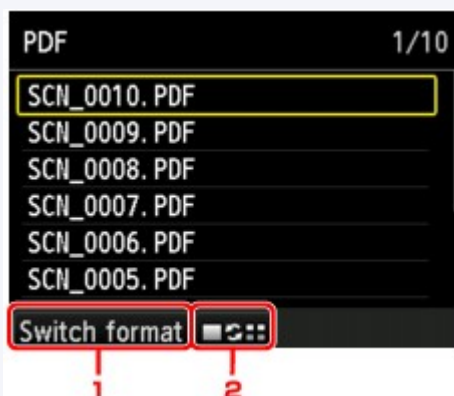 PDF 1/10
SCN_0010.PDF
SCN_0009.PDF
SCN_0008.PDF
SCN_0007.PDF
SCN_0006.PDF
SCN_0005.PDF
Switch format
1 2